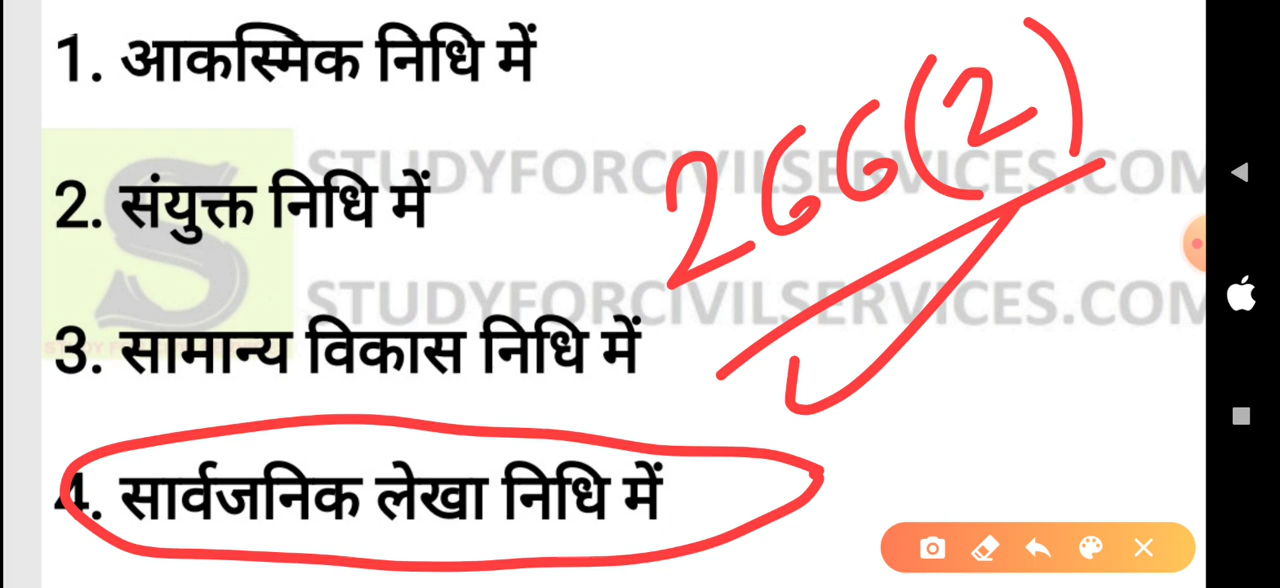 1. आकस्मिक निधि में
266(2)
STUDYFORCIVILSERVICES.COM
2. संयुक्त निधि में
STUDYFORCIVILSERVICES.COM
3. सामान्य विकास निधि में
4. सार्वजनिक लेखा निधि में